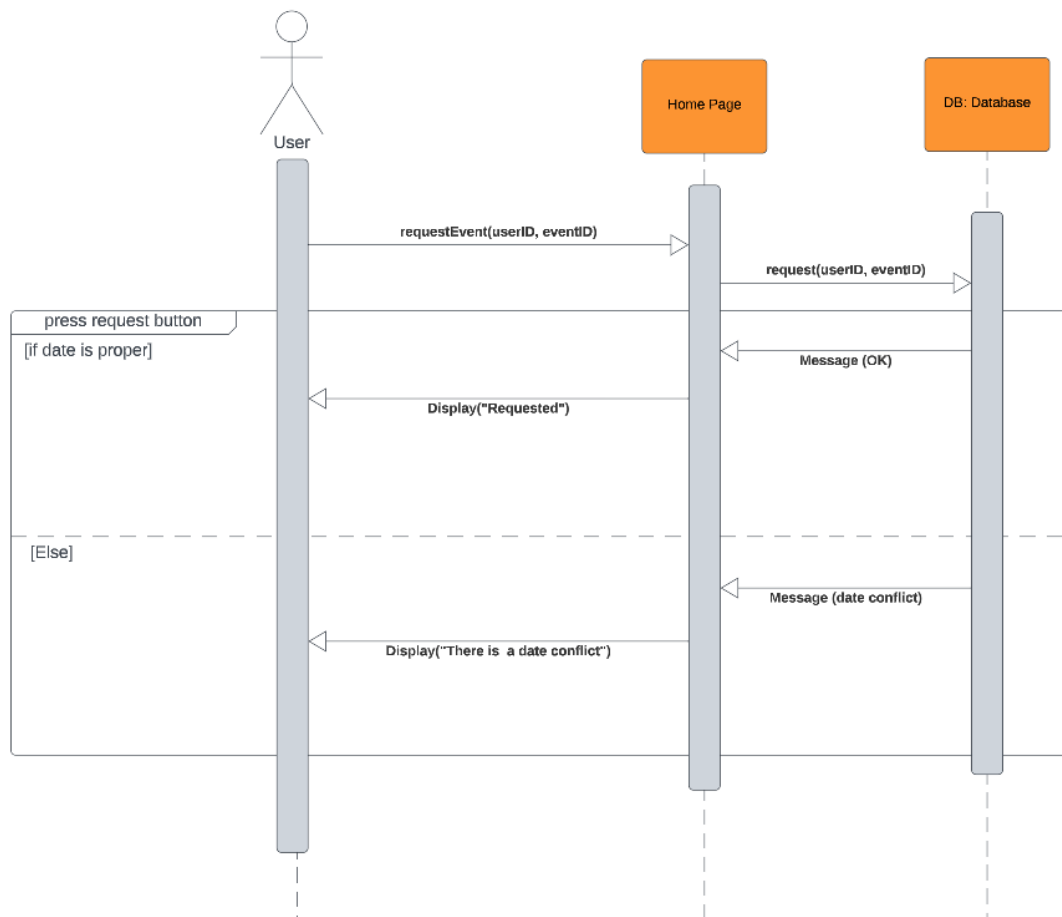 User
Home Page
DB: Database
requestEvent(userID, eventID)
request(userID, eventID)
press request button
[if date is proper]
Message (OK)
Display("Requested")
[Else]
Message (date conflict)
Display("There is  a date conflict")